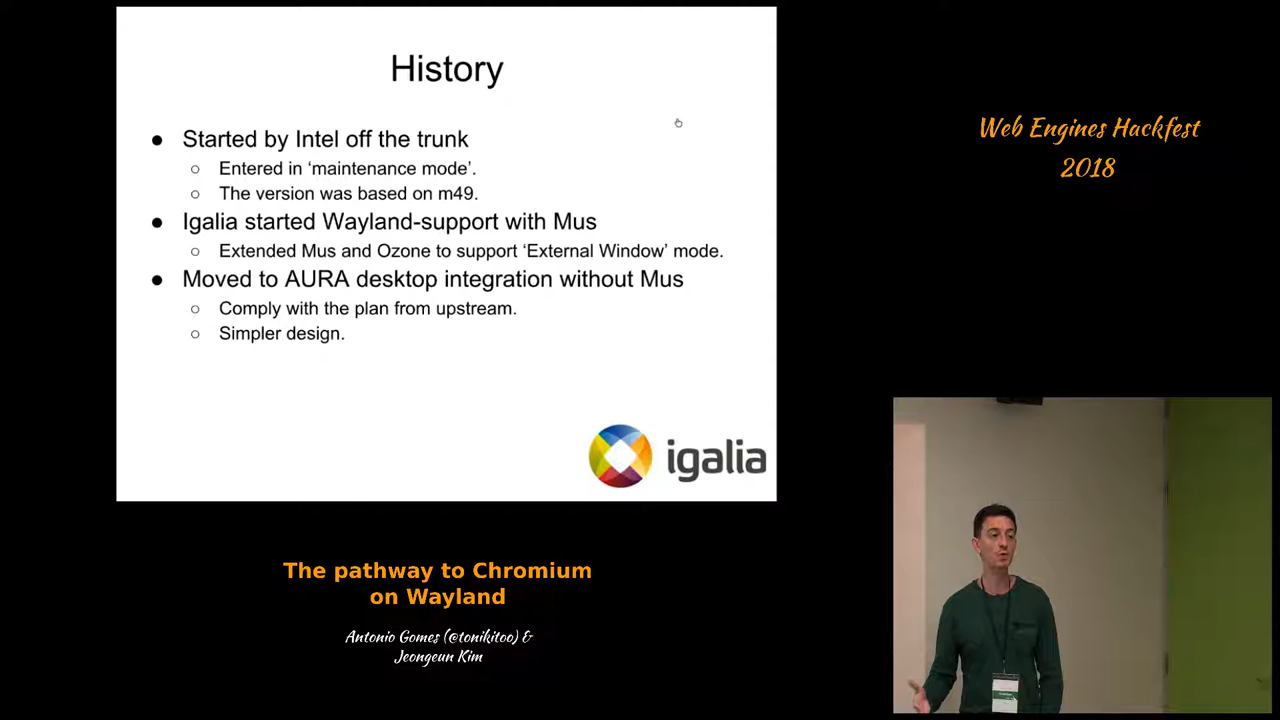 History
● Started by Intel off the trunk
○ Entered in ‘maintenance mode’.
○ The version was based on m49.
● Igalia started Wayland-support with Mus
○ Extended Mus and Ozone to support ‘External Window’ mode.
● Moved to AURA desktop integration without Mus
○ Comply with the plan from upstream.
○ Simpler design.
igalia
Web Engines Hackfest
2018
The pathway to Chromium
on Wayland
Antonio Gomes (@tonikitoo) &
Jeongeun Kim